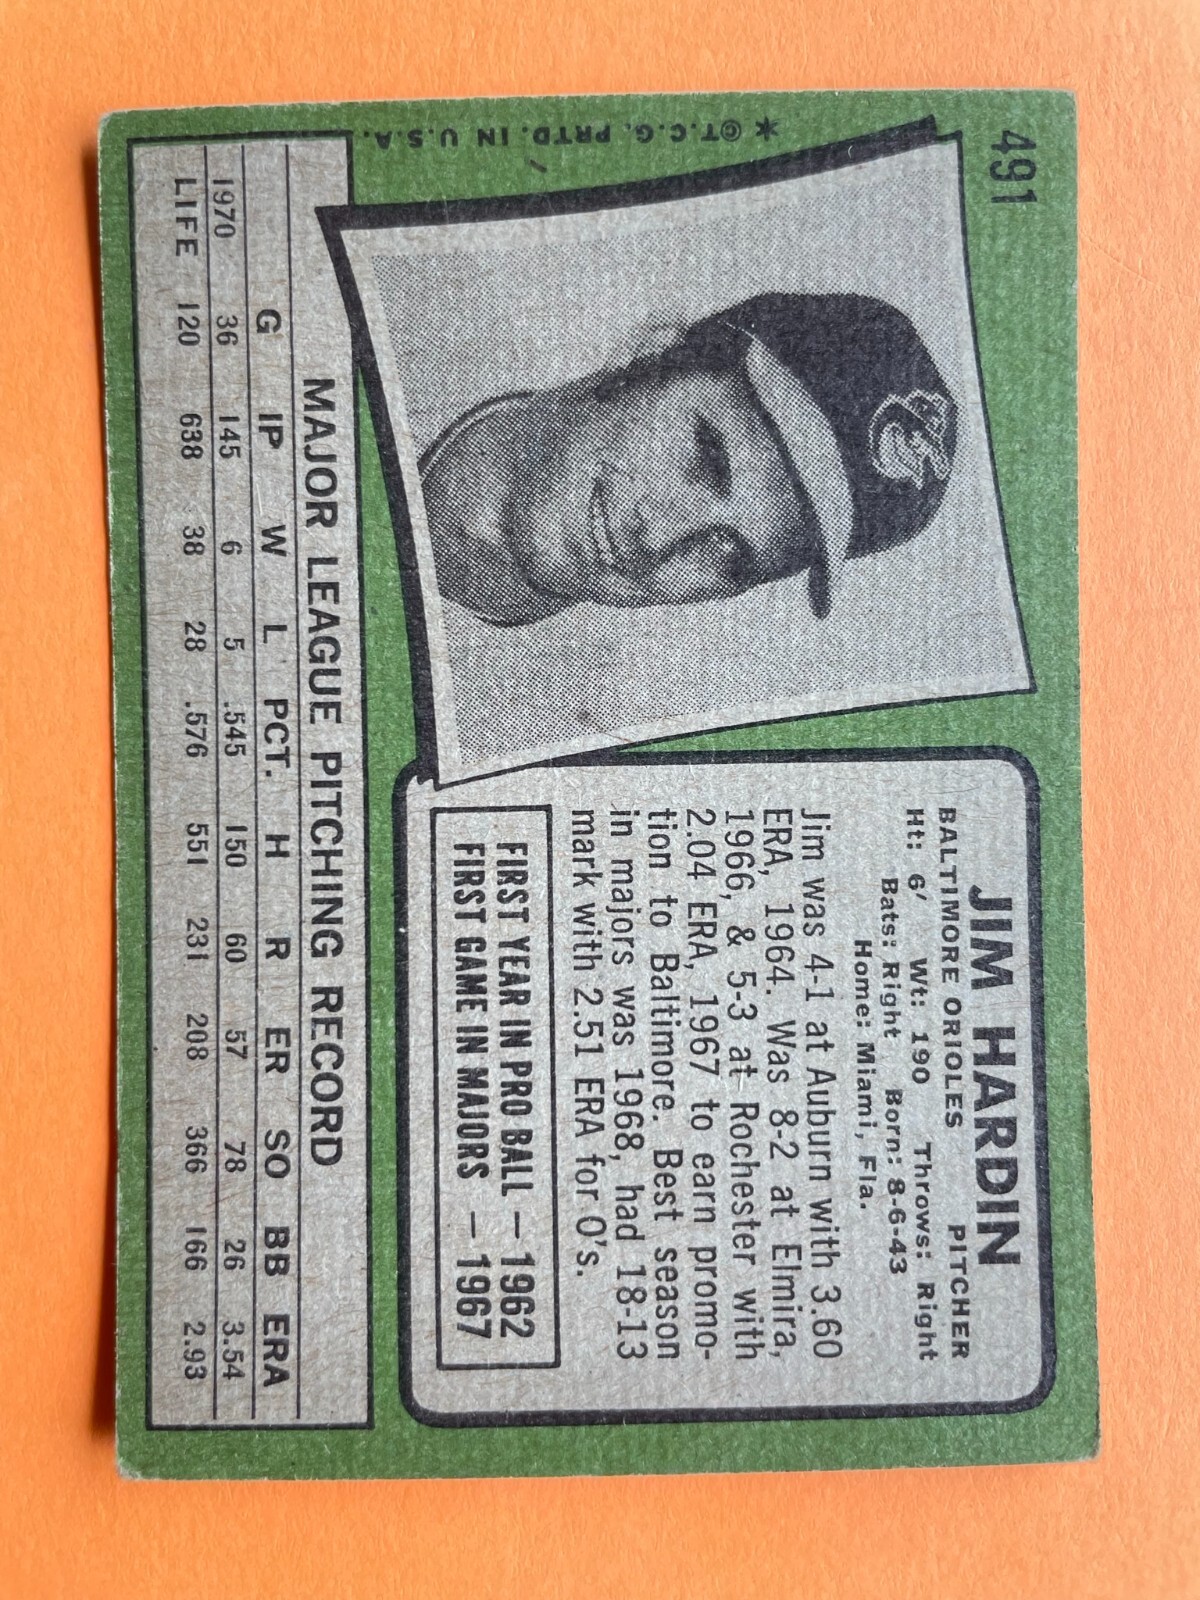 491
* ©T.C.G. PRTD. IN U.S.A.
JIM HARDIN
BALTIMORE ORIOLES PITCHER
Ht: 6' Wt: 190 Throws: Right
Bats: Right Born: 8-6-43
Home: Miami, Fla.
Jim was 4-1 at Auburn with 3.60
ERA, 1964. Was 8-2 at Elmira,
1966, & 5-3 at Rochester with
2.04 ERA, 1967 to earn promo-
tion to Baltimore. Best season
in majors was 1968, had 18-13
mark with 2.51 ERA for O's.
FIRST YEAR IN PRO BALL — 1962
FIRST GAME IN MAJORS — 1967
MAJOR LEAGUE PITCHING RECORD
G IP W L PCT. H R ER SO BB ERA
1970 36 145 6 5 .545 150 60 57 78 26 3.54
LIFE 120 638 38 28 .576 551 231 208 366 166 2.93